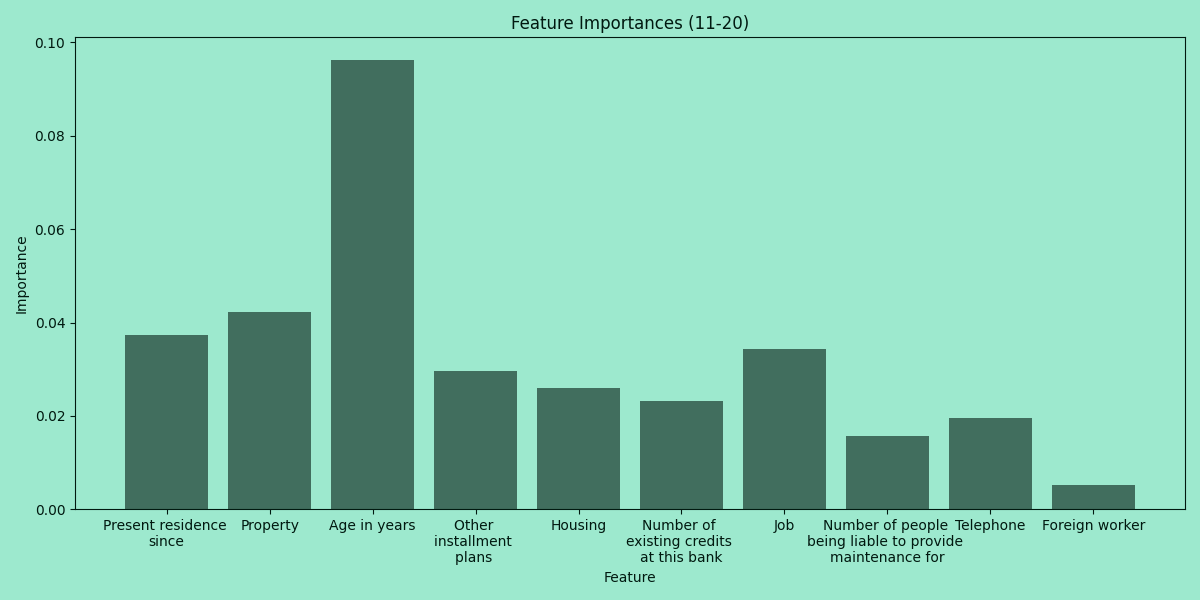 Feature Importances (11-20)
Importance
0.10
0.08
0.06
0.04
0.02
0.00
Present residence
since
Property
Age in years
Other
installment
plans
Housing
Number of
existing credits
at this bank
Job
Number of people
being liable to provide
maintenance for
Telephone
Foreign worker
Feature